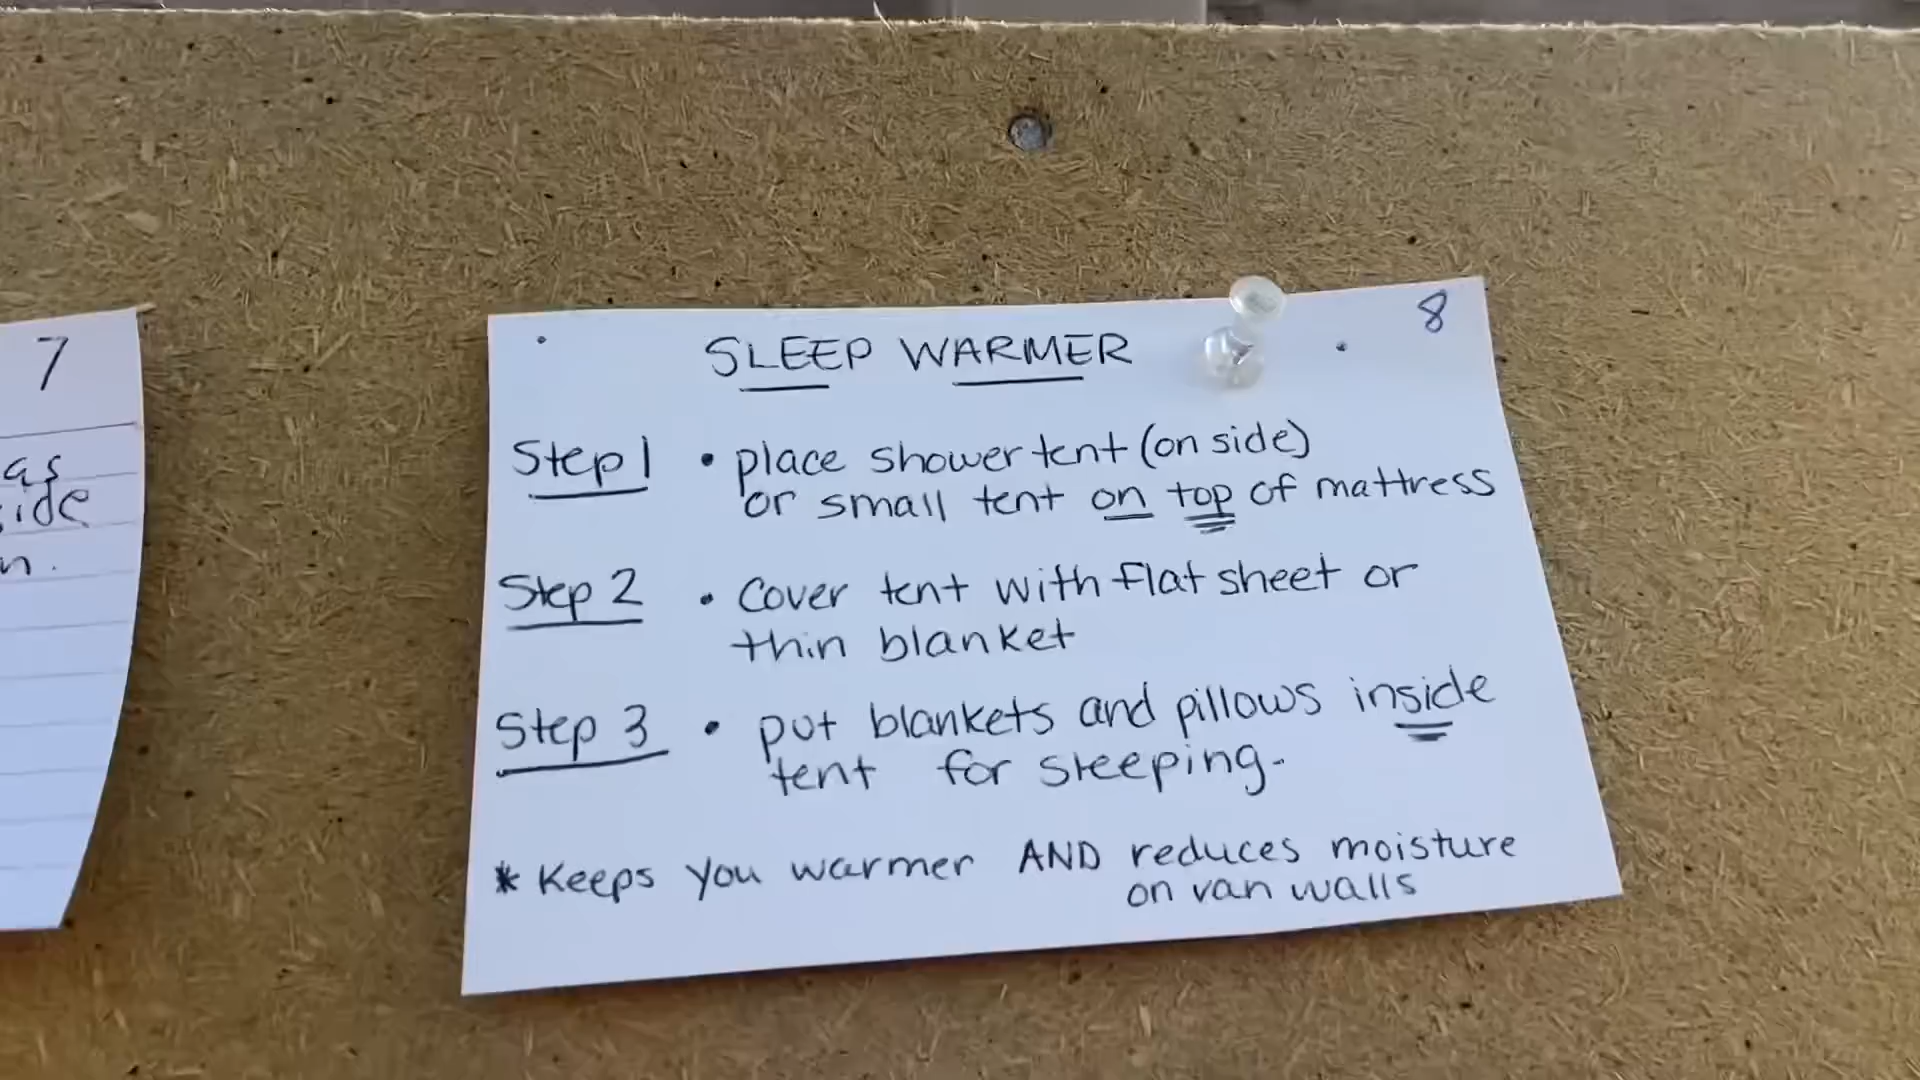 7
as
ide
n.
8
SLEEP WARMER
Step 1 • place shower tent (on side)
or small tent on top of mattress
Step 2 • Cover tent with flat sheet or
thin blanket
Step 3 • put blankets and pillows inside
tent for sleeping.
* Keeps you warmer AND reduces moisture
on van walls